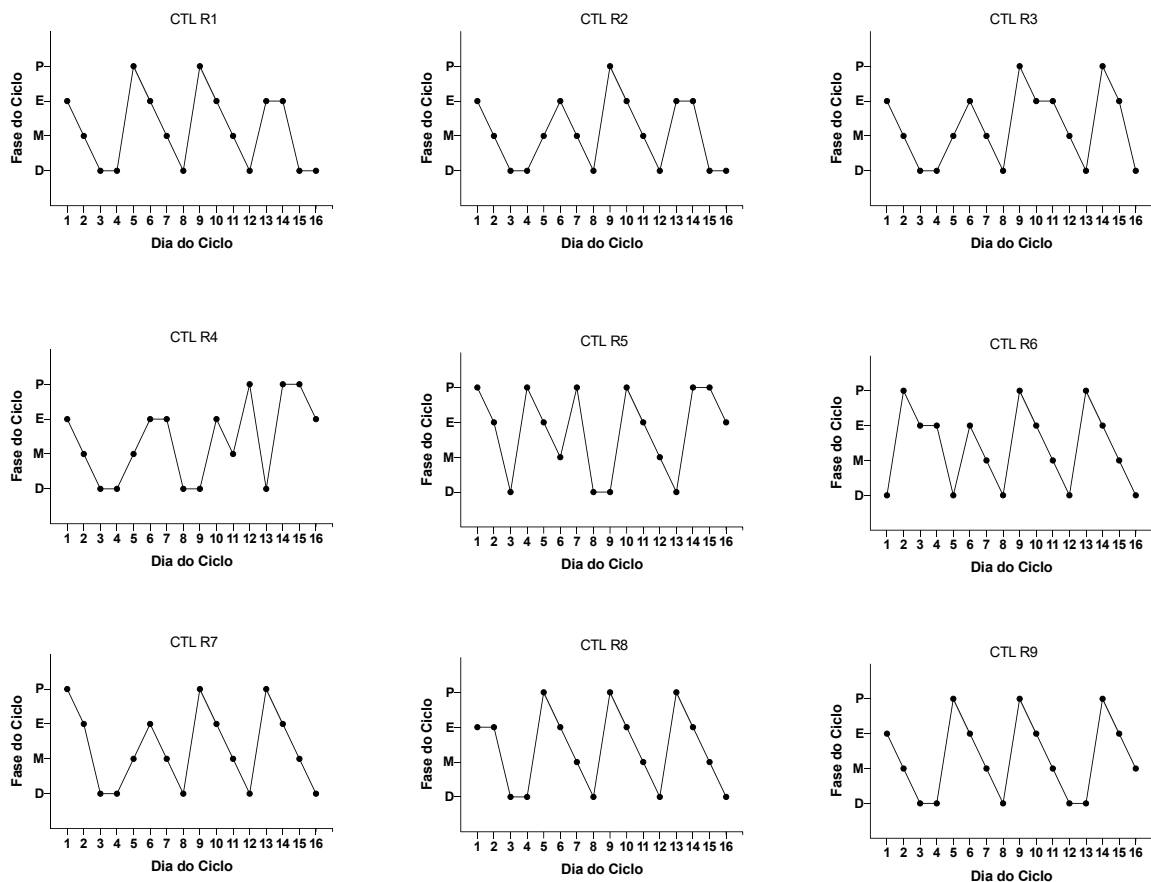 CTL R1
Fase do Ciclo
P
E
M
D
1 2 3 4 5 6 7 8 9 10 11 12 13 14 15 16
Dia do Ciclo
CTL R2
Fase do Ciclo
P
E
M
D
1 2 3 4 5 6 7 8 9 10 11 12 13 14 15 16
Dia do Ciclo
CTL R3
Fase do Ciclo
P
E
M
D
1 2 3 4 5 6 7 8 9 10 11 12 13 14 15 16
Dia do Ciclo
CTL R4
Fase do Ciclo
P
E
M
D
1 2 3 4 5 6 7 8 9 10 11 12 13 14 15 16
Dia do Ciclo
CTL R5
Fase do Ciclo
P
E
M
D
1 2 3 4 5 6 7 8 9 10 11 12 13 14 15 16
Dia do Ciclo
CTL R6
Fase do Ciclo
P
E
M
D
1 2 3 4 5 6 7 8 9 10 11 12 13 14 15 16
Dia do Ciclo
CTL R7
Fase do Ciclo
P
E
M
D
1 2 3 4 5 6 7 8 9 10 11 12 13 14 15 16
Dia do Ciclo
CTL R8
Fase do Ciclo
P
E
M
D
1 2 3 4 5 6 7 8 9 10 11 12 13 14 15 16
Dia do Ciclo
CTL R9
Fase do Ciclo
P
E
M
D
1 2 3 4 5 6 7 8 9 10 11 12 13 14 15 16
Dia do Ciclo